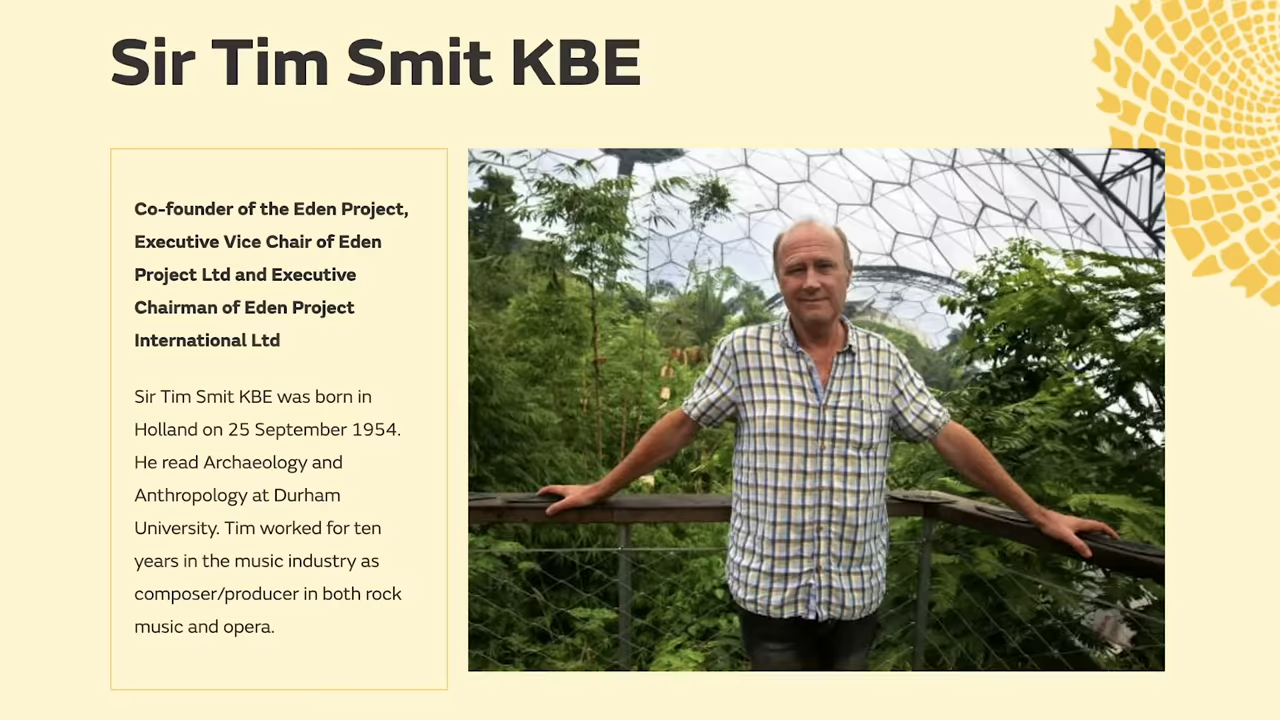 Sir Tim Smit KBE
Co-founder of the Eden Project,
Executive Vice Chair of Eden
Project Ltd and Executive
Chairman of Eden Project
International Ltd
Sir Tim Smit KBE was born in
Holland on 25 September 1954.
He read Archaeology and
Anthropology at Durham
University. Tim worked for ten
years in the music industry as
composer/producer in both rock
music and opera.